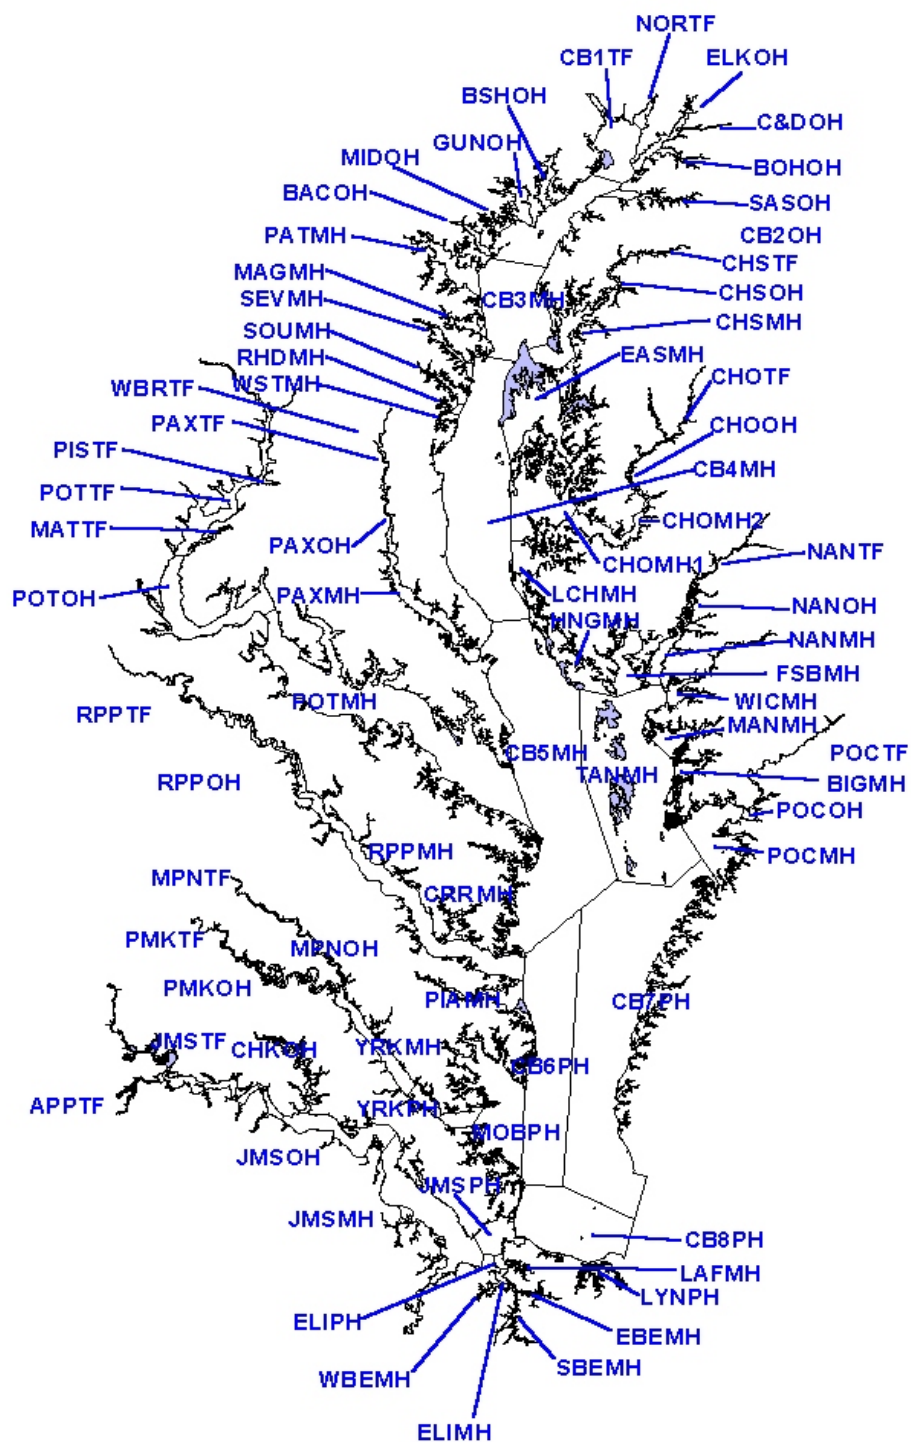 NORTF
CB1TF
ELKOH
BSHOH
C&DOH
GUNOH
MIDOH
BOHOH
BACOH
SASOH
PATMH
CB2OH
CHSTF
MAGMH
CHSOH
SEVMH
CB3MH
CHSMH
SOUMH
RHDMH
EASMH
WSTMH
WBRTF
CHOTF
PAXTF
CHOOH
PISTF
CB4MH
POTTF
CHOMH2
MATTF
PAXOH
NANTF
CHOMH1
POTOH
PAXMH
LCHMH
NANOH
HNGMH
NANMH
FSBMH
POTMH
WICMH
RPPTF
MANMH
CB5MH
POCTF
TANMH
RPPOH
BIGMH
POCOH
RPPMH
POCMH
MPNTF
CRRMH
PMKTF
MPNOH
PMKOH
PIAMH
CB7PH
JMSTF
CHKOH
YRKMH
CB6PH
APPTF
YRKPH
MOBPH
JMSOH
JMSPH
JMSMH
CB8PH
LAFMH
LYNPH
ELIPH
EBEMH
SBEMH
WBEMH
ELIMH